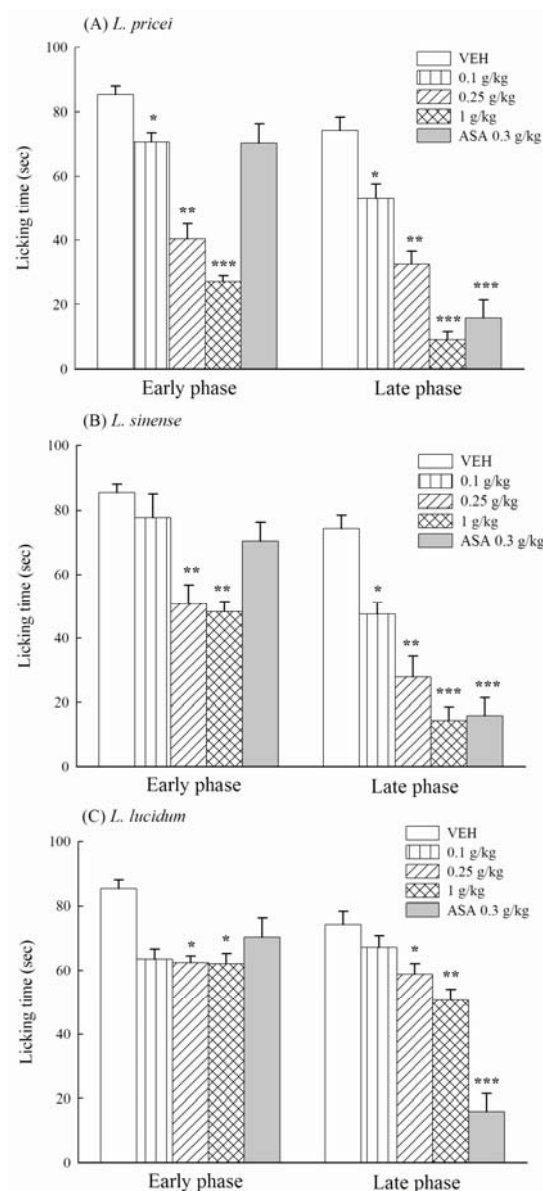 (A) L. pricei
100
80
60
40
20
0
Licking time (sec)
VEH
0.1 g/kg
0.25 g/kg
1 g/kg
ASA 0.3 g/kg
*
**
***
*
**
***
***
Early phase
Late phase
(B) L. sinense
100
80
60
40
20
0
Licking time (sec)
VEH
0.1 g/kg
0.25 g/kg
1 g/kg
ASA 0.3 g/kg
**
**
*
**
***
***
Early phase
Late phase
(C) L. lucidum
100
80
60
40
20
0
Licking time (sec)
VEH
0.1 g/kg
0.25 g/kg
1 g/kg
ASA 0.3 g/kg
*
*
*
**
***
Early phase
Late phase